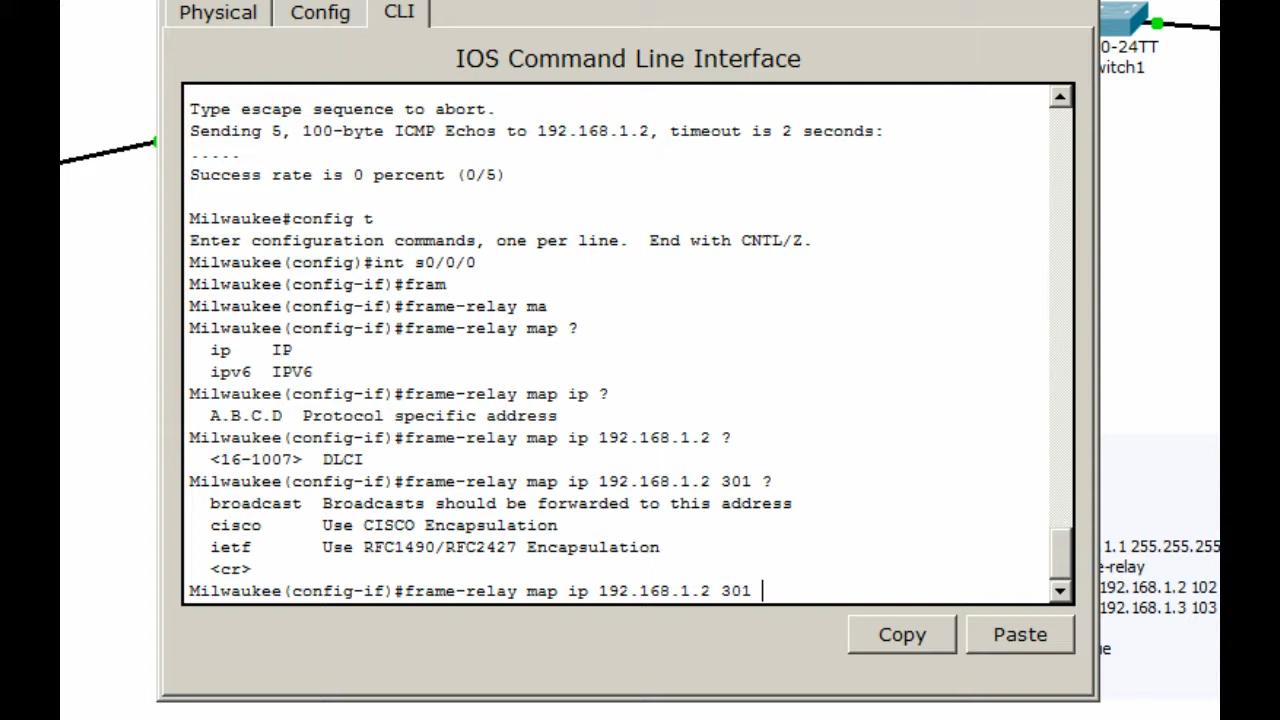 Physical
Config
CLI
0-24TT
witch1
IOS Command Line Interface
Type escape sequence to abort.
Sending 5, 100-byte ICMP Echos to 192.168.1.2, timeout is 2 seconds:
.....
Success rate is 0 percent (0/5)
Milwaukee#config t
Enter configuration commands, one per line.  End with CNTL/Z.
Milwaukee(config)#int s0/0/0
Milwaukee(config-if)#fram
Milwaukee(config-if)#frame-relay ma
Milwaukee(config-if)#frame-relay map ?
ip    IP
ipv6  IPV6
Milwaukee(config-if)#frame-relay map ip ?
A.B.C.D  Protocol specific address
Milwaukee(config-if)#frame-relay map ip 192.168.1.2 ?
<16-1007>  DLCI
Milwaukee(config-if)#frame-relay map ip 192.168.1.2 301 ?
broadcast  Broadcasts should be forwarded to this address
cisco      Use CISCO Encapsulation
ietf       Use RFC1490/RFC2427 Encapsulation
<cr>
Milwaukee(config-if)#frame-relay map ip 192.168.1.2 301
1.1 255.255.255
e-relay
192.168.1.2 102
192.168.1.3 103
ue
Copy
Paste